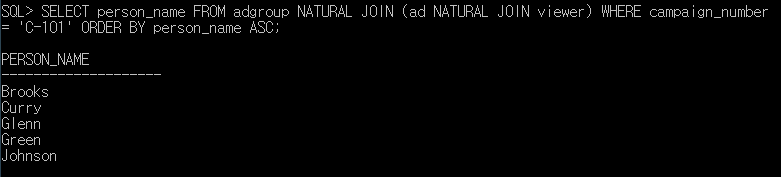 SQL> SELECT person_name FROM adgroup NATURAL JOIN (ad NATURAL JOIN viewer) WHERE campaign_number
= 'C-101' ORDER BY person_name ASC;
PERSON_NAME
--------------------
Brooks
Curry
Glenn
Green
Johnson